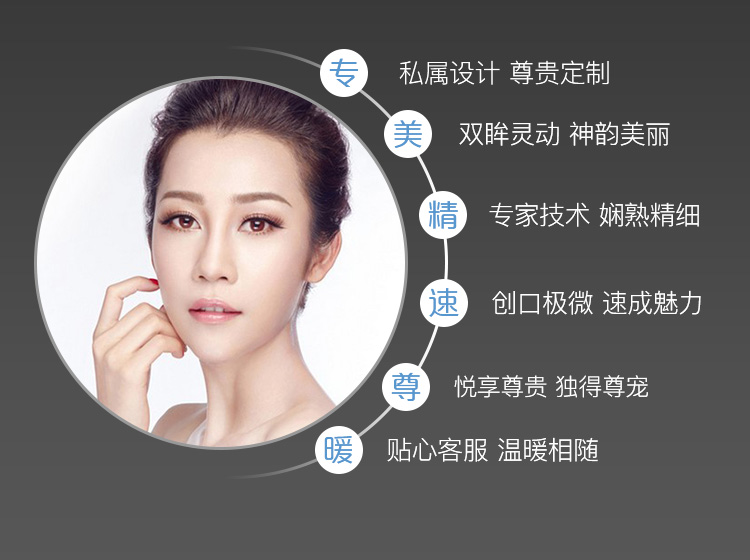 专 私属设计 尊贵定制
美 双眸灵动 神韵美丽
精 专家技术 娴熟精细
速 创口极微 速成魅力
尊 悦享尊贵 独得尊宠
暖 贴心客服 温暖相随